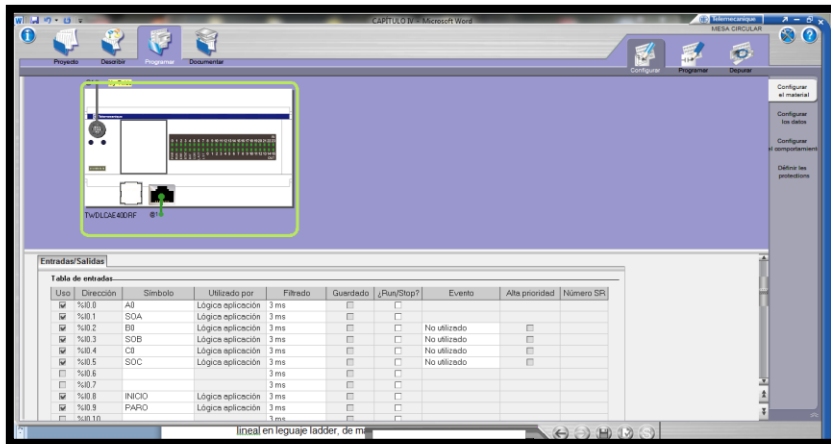 CAPÍTULO IV - Microsoft Word
Telemecanique
MESA CIRCULAR
Proyecto Describir Programar Documentar
Configurar Programar Depurar
Configurar
el material
Configurar
los datos
Configurar
el comportamient
Définir les
protections
Telemecanique
TWDLCAE40DRF
Entradas/Salidas
Tabla de entradas
Uso Dirección Símbolo Utilizado por Filtrado Guardado ¿Run/Stop? Evento Alta prioridad Número SR
%I0.0 A0 Lógica aplicación 3 ms
%I0.1 SOA Lógica aplicación 3 ms
%I0.2 B0 Lógica aplicación 3 ms No utilizado
%I0.3 SOB Lógica aplicación 3 ms No utilizado
%I0.4 C0 Lógica aplicación 3 ms No utilizado
%I0.5 SOC Lógica aplicación 3 ms No utilizado
%I0.6 3 ms
%I0.7 3 ms
%I0.8 INICIO Lógica aplicación 3 ms
%I0.9 PARO Lógica aplicación 3 ms
%I0.10 3 ms
lineal en leguaje ladder, de